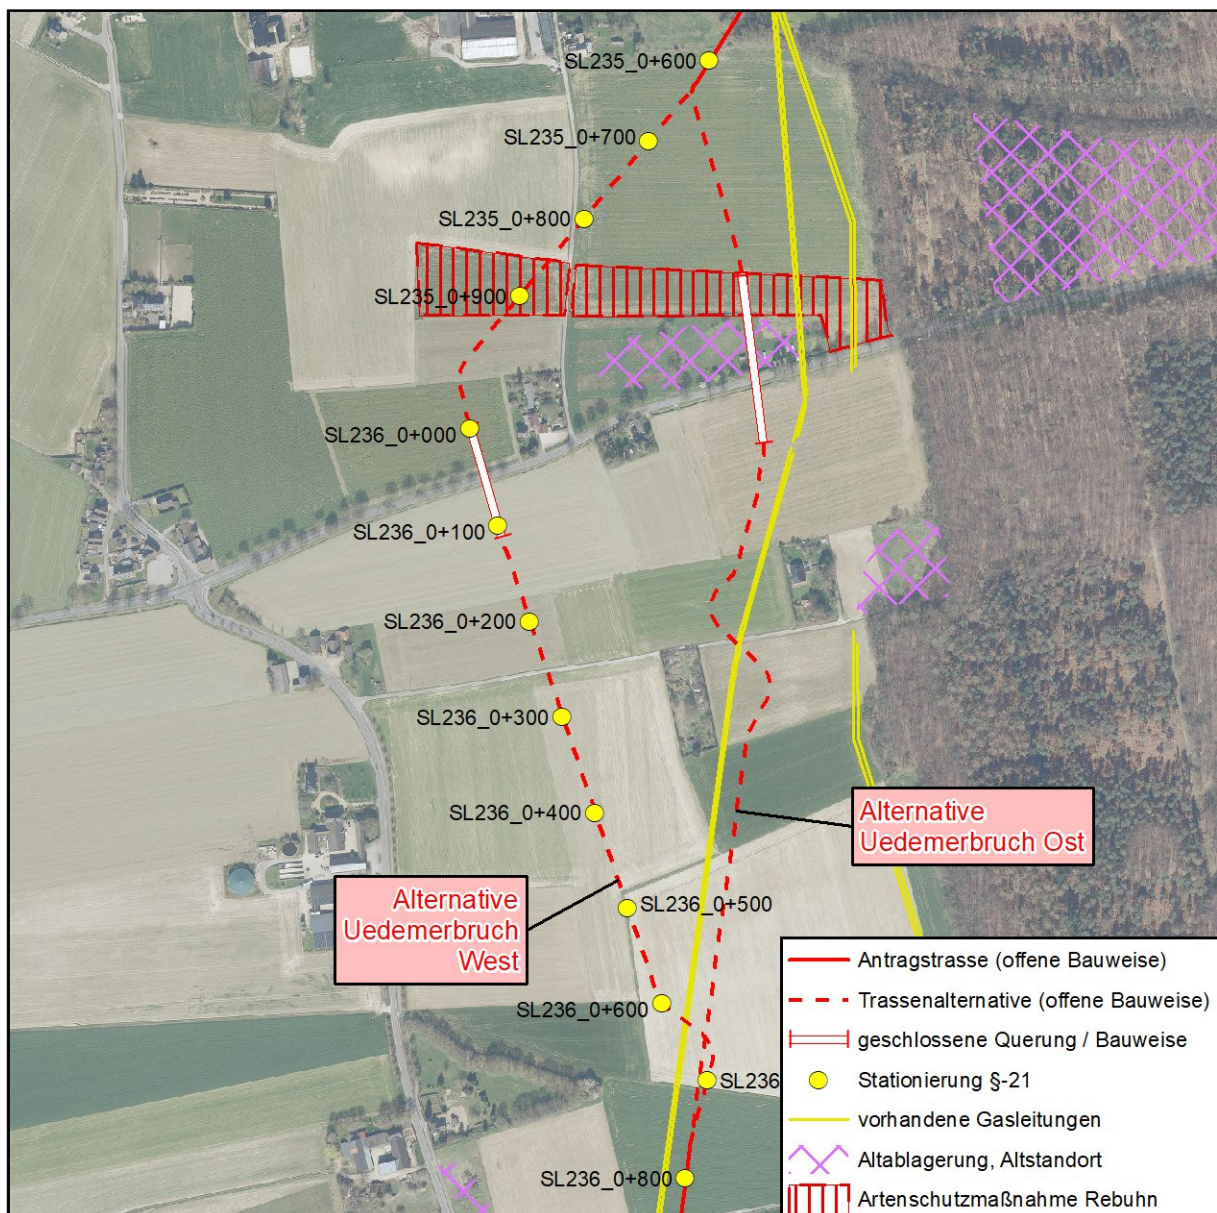 SL235_0+600
SL235_0+700
SL235_0+800
SL235_0+900
SL236_0+000
SL236_0+100
SL236_0+200
SL236_0+300
SL236_0+400
Alternative
Uedemerbruch Ost
Alternative
Uedemerbruch
West
SL236_0+500
SL236_0+600
SL236
SL236_0+800
Antragstrasse (offene Bauweise)
Trassenalternative (offene Bauweise)
geschlossene Querung / Bauweise
Stationierung §-21
vorhandene Gasleitungen
Altablagerung, Altstandort
Artenschutzmaßnahme Rebuhn